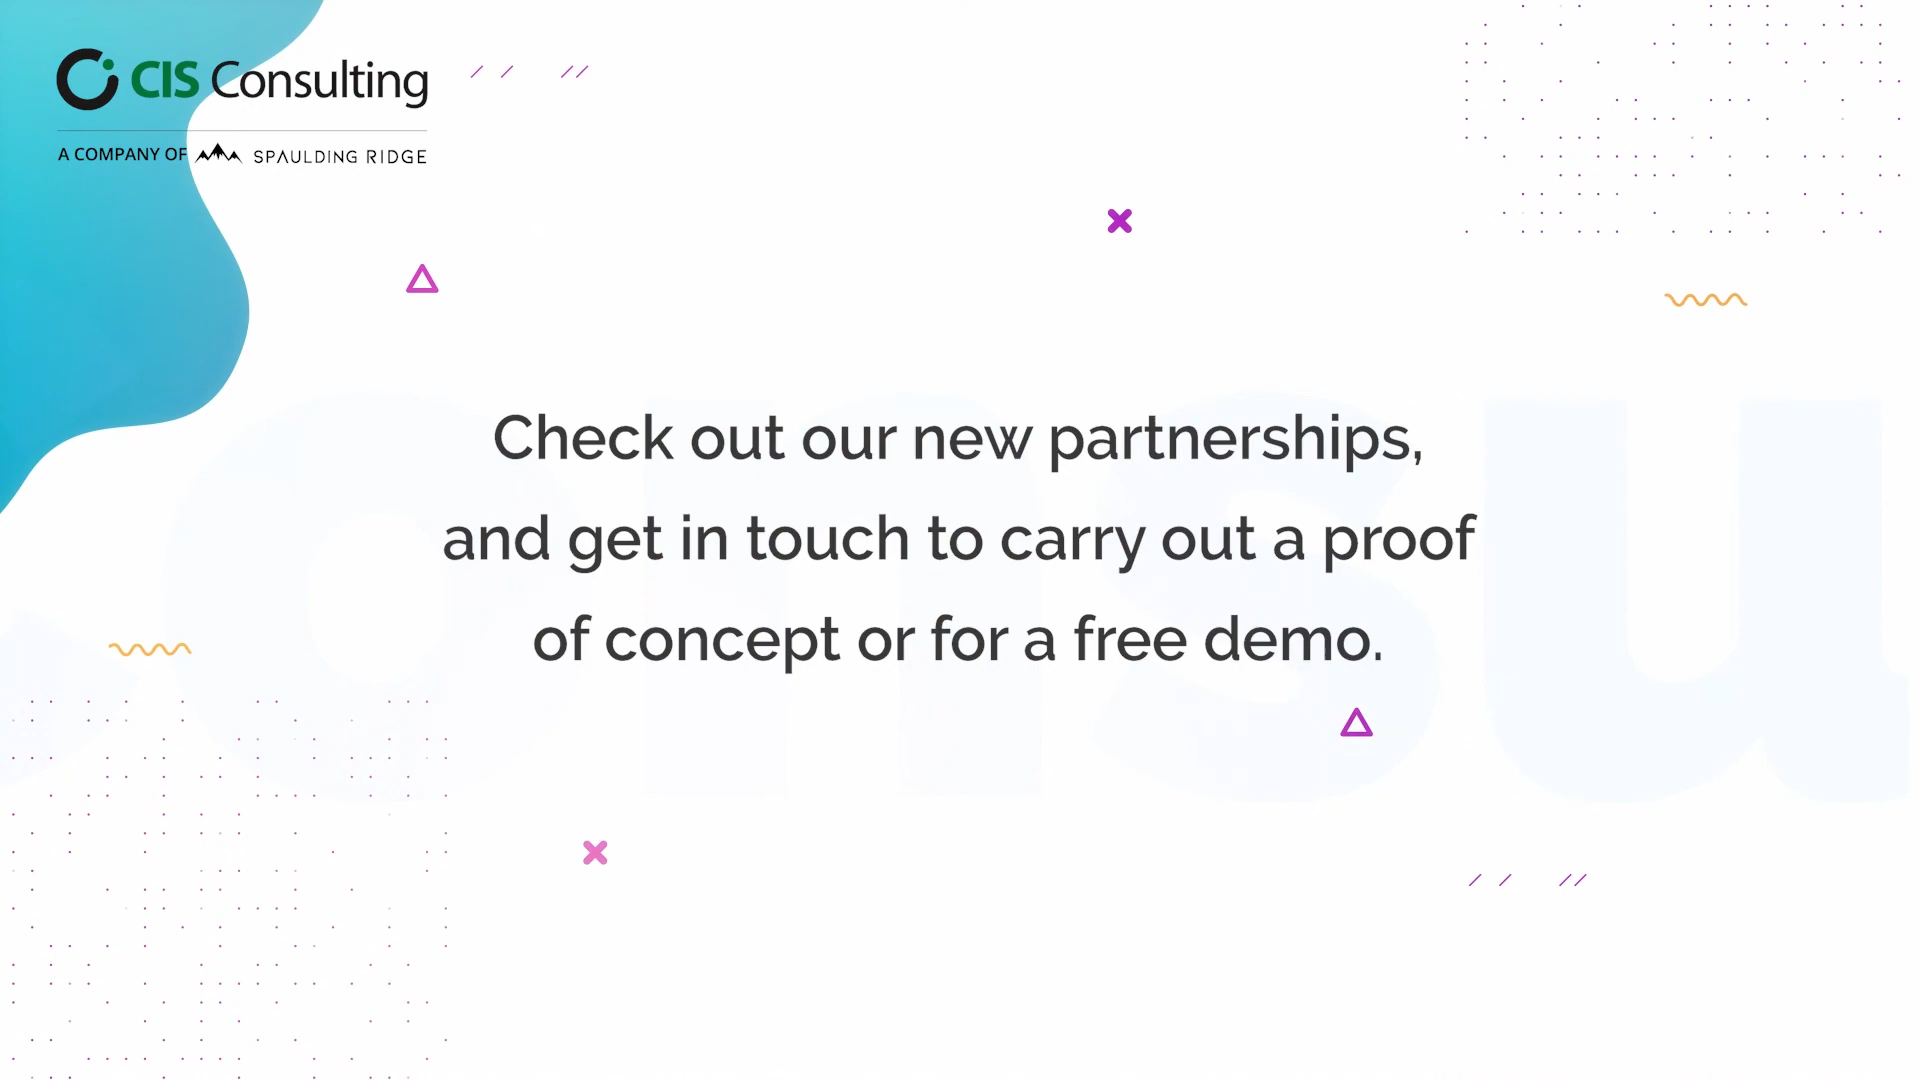 CIS Consulting
A COMPANY OF SPAULDING RIDGE
Check out our new partnerships,
and get in touch to carry out a proof
of concept or for a free demo.
onsu